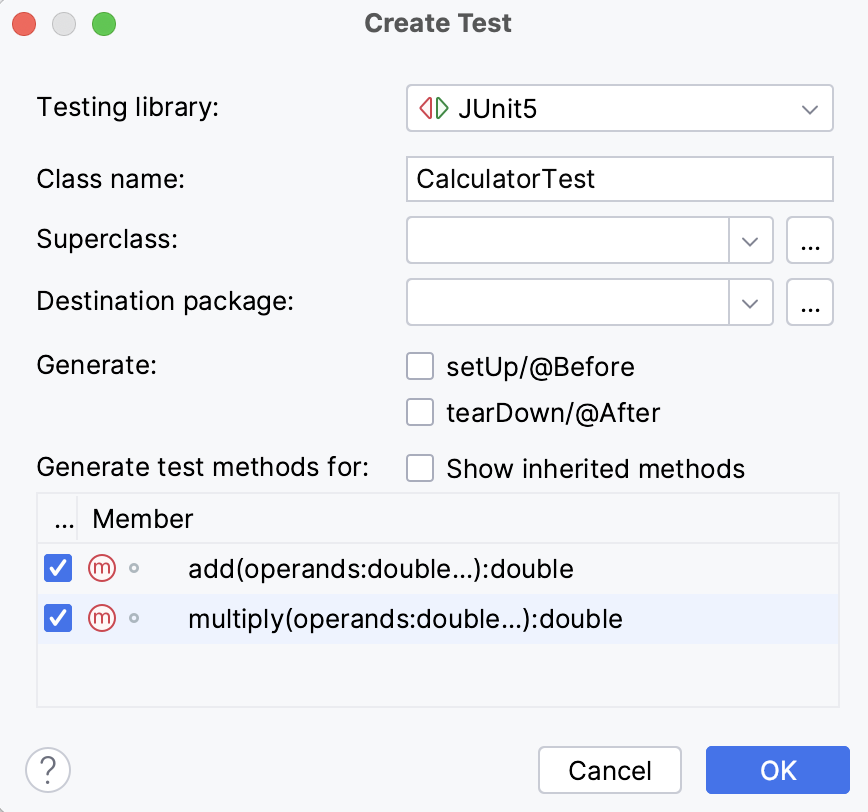 Create Test
Testing library: JUnit5
Class name: CalculatorTest
Superclass: ...
Destination package: ...
Generate: setUp/@Before
tearDown/@After
Generate test methods for: Show inherited methods
... Member
m add(operands:double...):double
m multiply(operands:double...):double
? Cancel OK